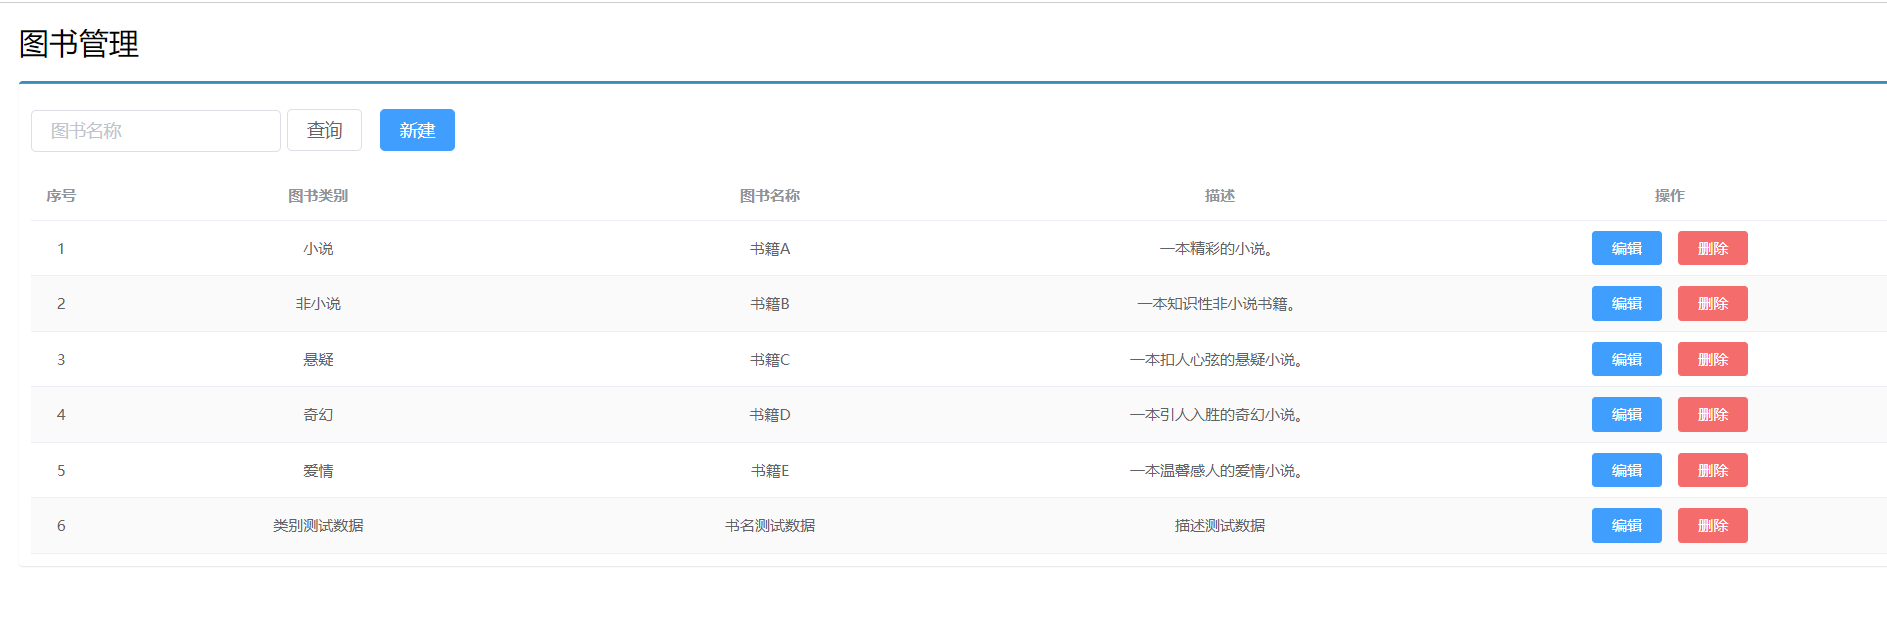 图书管理
图书名称 查询 新建
序号 图书类别 图书名称 描述 操作
1 小说 书籍A 一本精彩的小说。 编辑 删除
2 非小说 书籍B 一本知识性非小说书籍。 编辑 删除
3 悬疑 书籍C 一本扣人心弦的悬疑小说。 编辑 删除
4 奇幻 书籍D 一本引人入胜的奇幻小说。 编辑 删除
5 爱情 书籍E 一本温馨感人的爱情小说。 编辑 删除
6 类别测试数据 书名测试数据 描述测试数据 编辑 删除